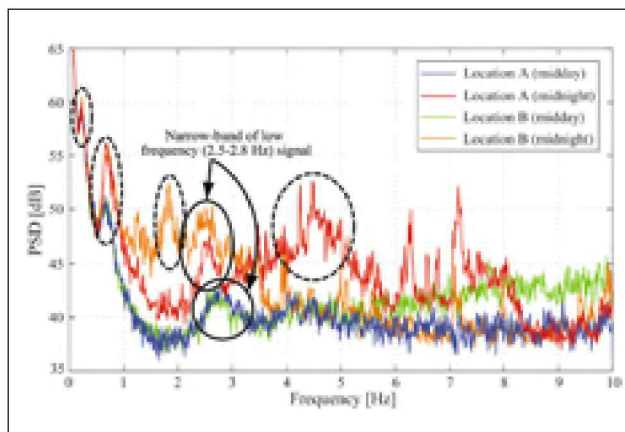 65
60
55
50
45
40
35
PSD [dB]
Location A (midday)
Location A (midnight)
Location B (midday)
Location B (midnight)
Narrow-band of low
frequency (2.5-2.8 Hz) signal
0 1 2 3 4 5 6 7 8 9 10
Frequency [Hz]